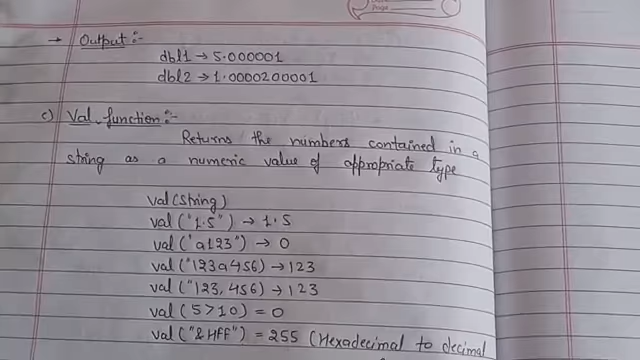 Page
→ Output :-
dbl1 → 5.000001
dbl2 → 1.0000200001
c) Val function :-
Returns the numbers contained in a
string as a numeric value of appropriate type
val(string)
val("1.5") → 1.5
val("a123") → 0
val("123a456) → 123
val("123,456) → 123
val(5>10) = 0
val("&Hff") = 255 (Hexadecimal to decimal